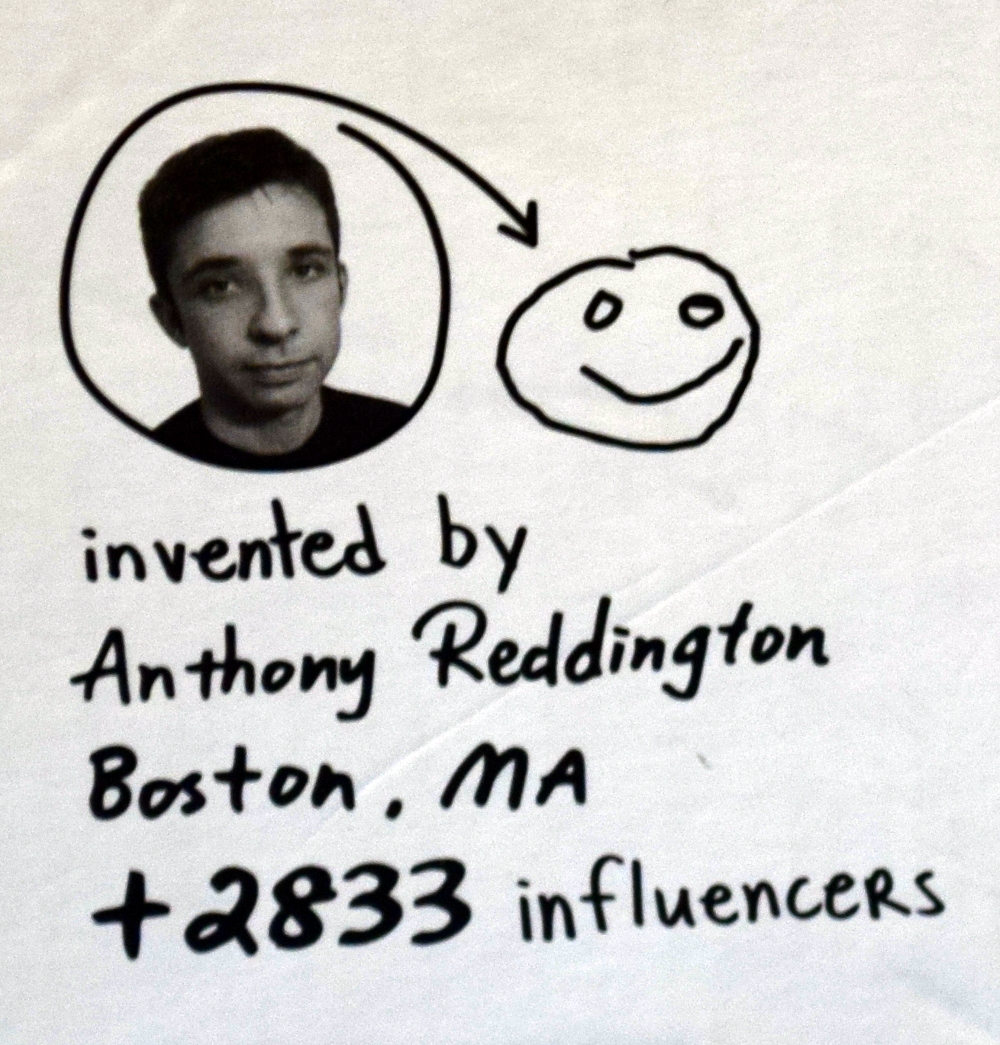 invented by
Anthony Reddington
Boston, MA
+2833 influencers